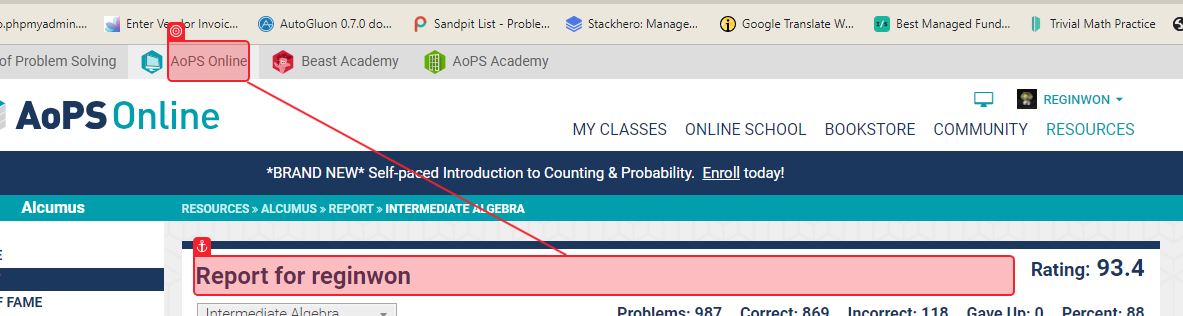 o.phpmyadmin.... Enter Vendor Invoic... AutoGluon 0.7.0 do... Sandpit List - Proble... Stackhero: Manage... Google Translate W... Best Managed Fund... Trivial Math Practice
of Problem Solving AoPS Online Beast Academy AoPS Academy
AoPS Online
REGINWON
MY CLASSES ONLINE SCHOOL BOOKSTORE COMMUNITY RESOURCES
*BRAND NEW* Self-paced Introduction to Counting & Probability. Enroll today!
Alcumus RESOURCES » ALCUMUS » REPORT » INTERMEDIATE ALGEBRA
Report for reginwon Rating: 93.4
F FAME
Intermediate Algebra Problems: 987 Correct: 869 Incorrect: 118 Gave Up: 0 Percent: 88